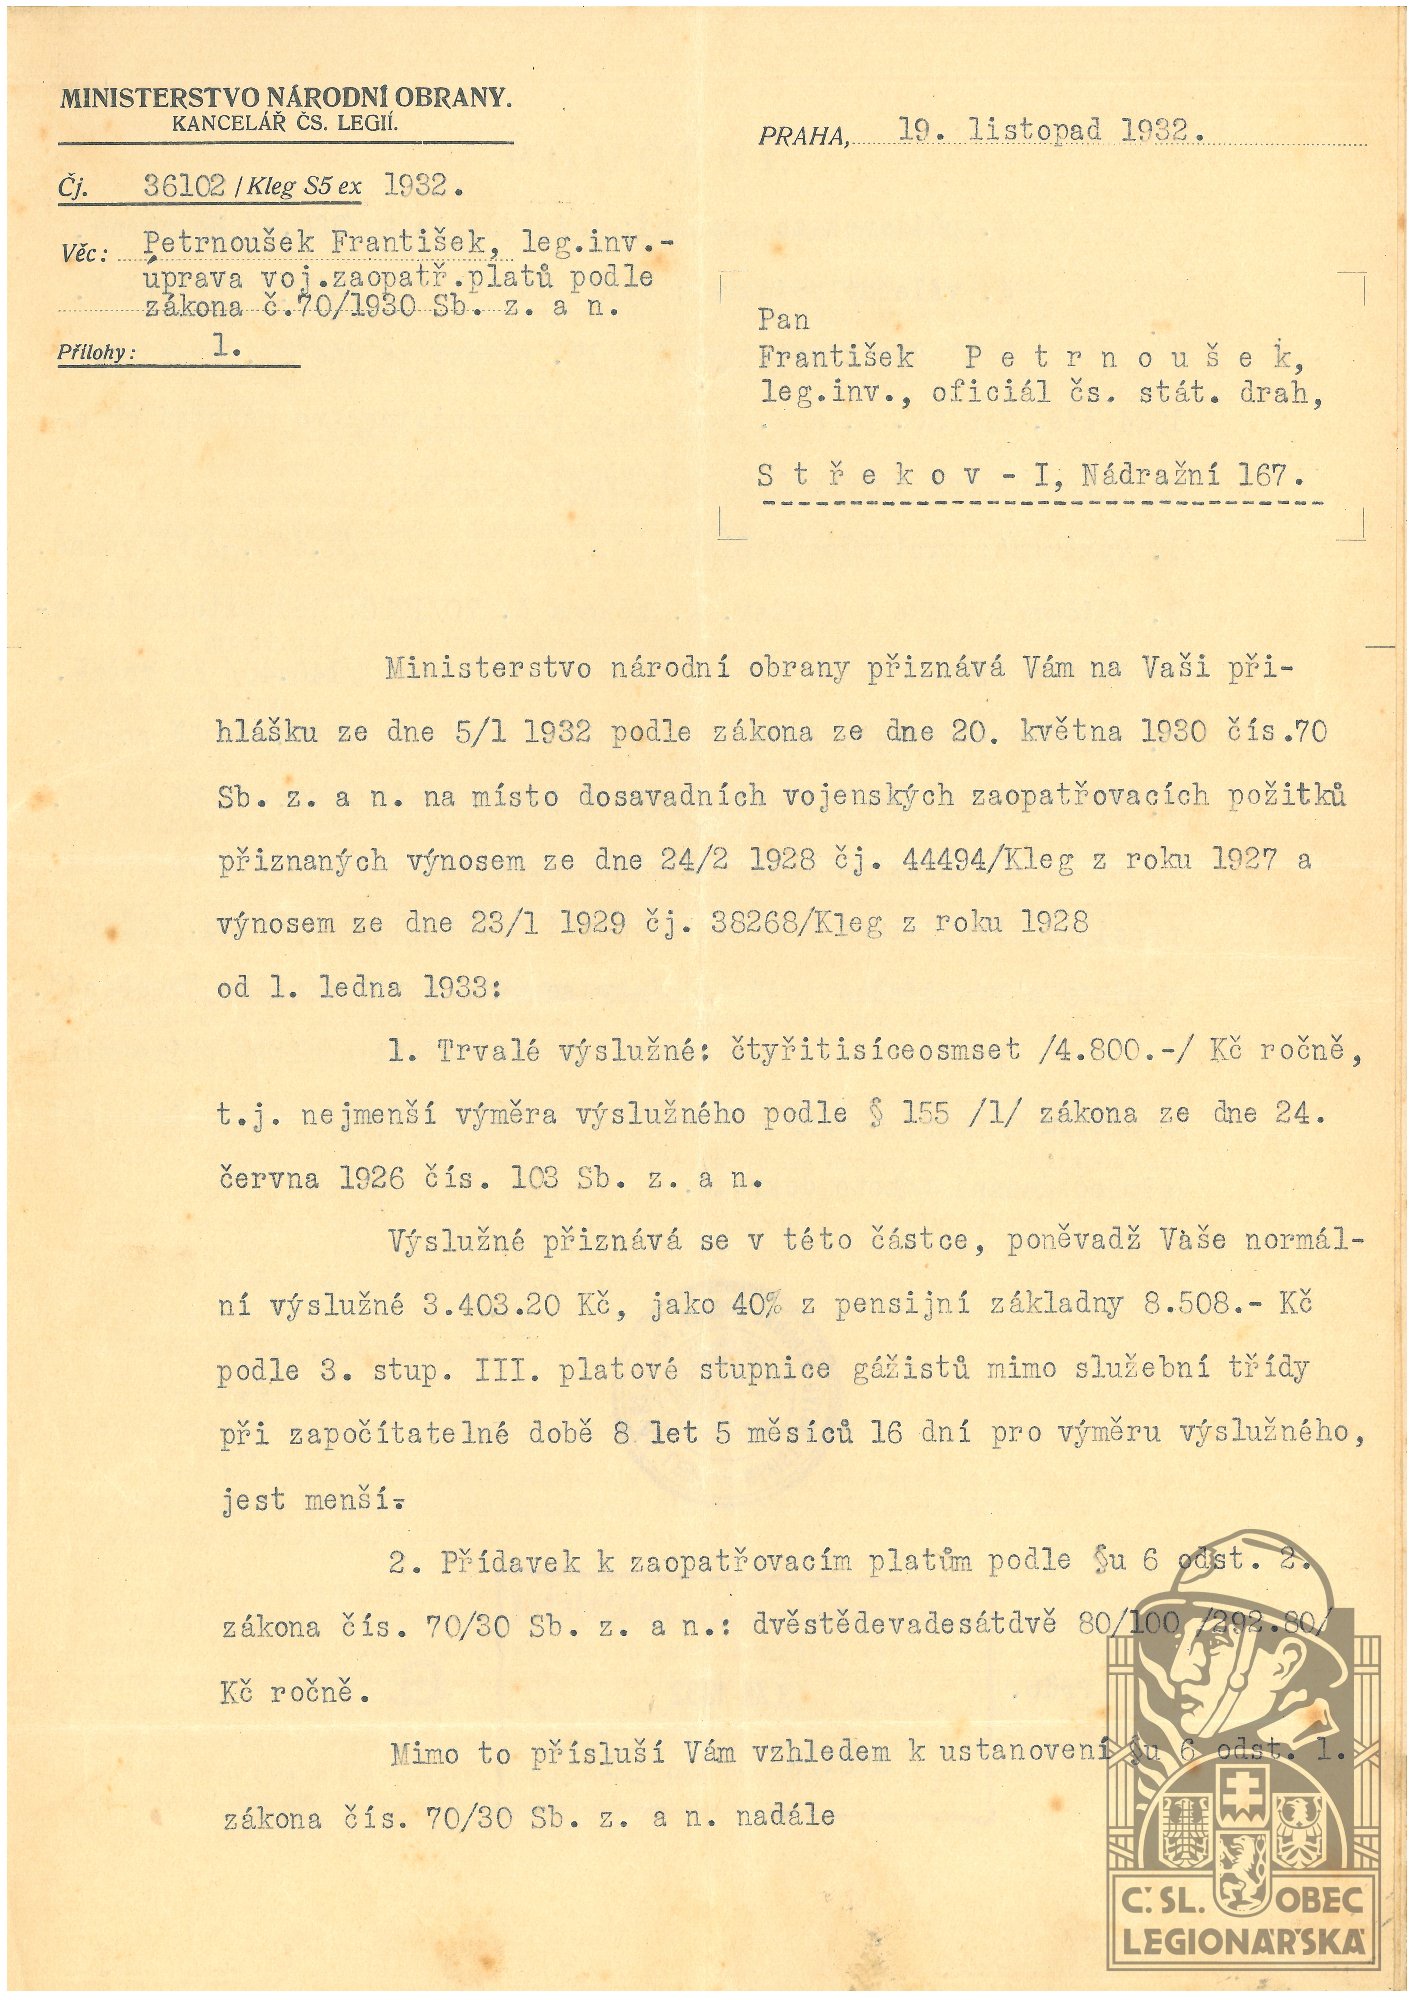 MINISTERSTVO NÁRODNÍ OBRANY.
KANCELÁŘ ČS. LEGIÍ.
PRAHA, 19. listopad 1932.
Čj. 36102 / Kleg S5 ex 1932.
Věc: Petrnoušek František, leg.inv.-
úprava voj.zaopatř.platů podle
zákona č.70/1930 Sb. z. a n.
Přílohy: 1.
Pan
František P e t r n o u š e k,
leg.inv., oficiál čs. stát. drah,
S t ř e k o v - I, Nádražní 167.
Ministerstvo národní obrany přiznává Vám na Vaši při-
hlášku ze dne 5/1 1932 podle zákona ze dne 20. května 1930 čís.70
Sb. z. a n. na místo dosavadních vojenských zaopatřovacích požitků
přiznaných výnosem ze dne 24/2 1928 čj. 44494/Kleg z roku 1927 a
výnosem ze dne 23/1 1929 čj. 38268/Kleg z roku 1928
od 1. ledna 1933:
1. Trvalé výslužné: čtyřitisíceosmset /4.800.-/ Kč ročně,
t.j. nejmenší výměra výslužného podle § 155 /1/ zákona ze dne 24.
června 1926 čís. 103 Sb. z. a n.
Výslužné přiznává se v této částce, poněvadž Vaše normál-
ní výslužné 3.403.20 Kč, jako 40% z pensijní základny 8.508.- Kč
podle 3. stup. III. platové stupnice gážistů mimo služební třídy
při započítatelné době 8 let 5 měsíců 16 dní pro výměru výslužného,
jest menší.
2. Přídavek k zaopatřovacím platům podle §u 6 odst. 2.
zákona čís. 70/30 Sb. z. a n.: dvěstědevadesátdvě 80/100 /292.80/
Kč ročně.
Mimo to přísluší Vám vzhledem k ustanovení §u 6 odst. 1.
zákona čís. 70/30 Sb. z. a n. nadále
Č. SL. OBEC
LEGIONÁŘSKÁ